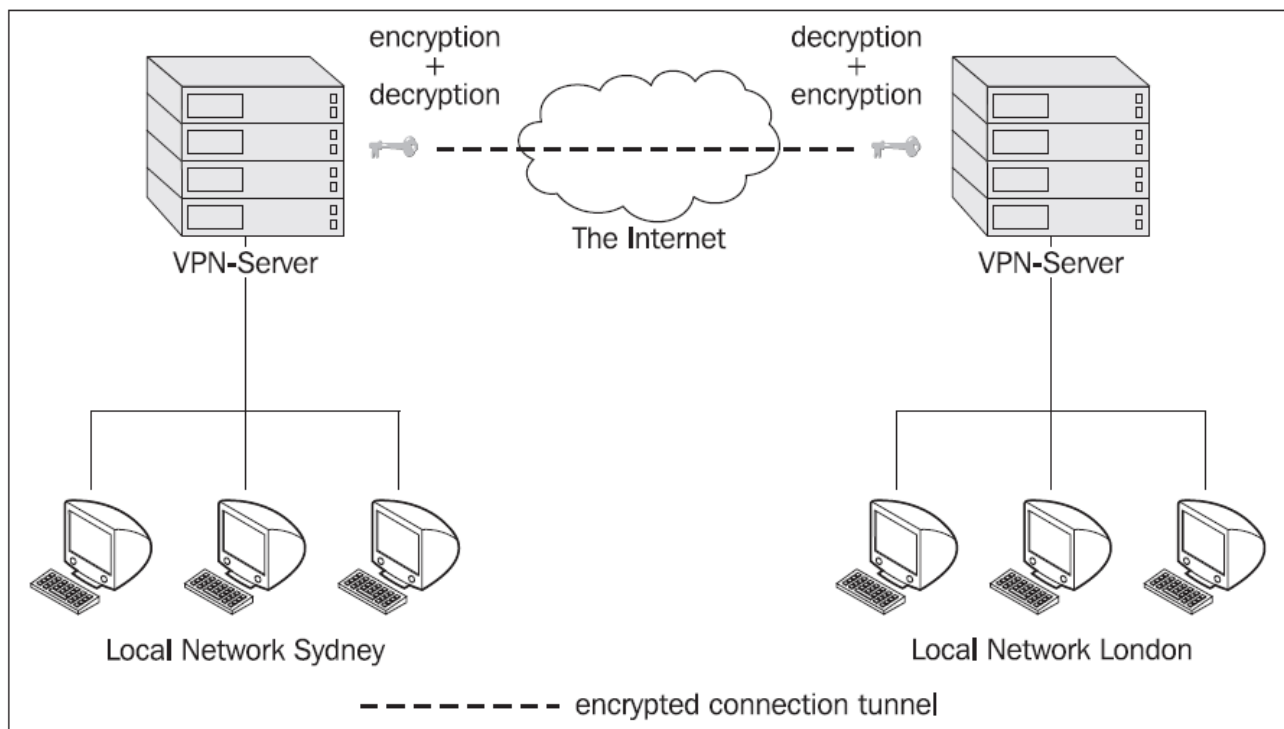 encryption
+
decryption
decryption
+
encryption
The Internet
VPN-Server
VPN-Server
Local Network Sydney
Local Network London
encrypted connection tunnel